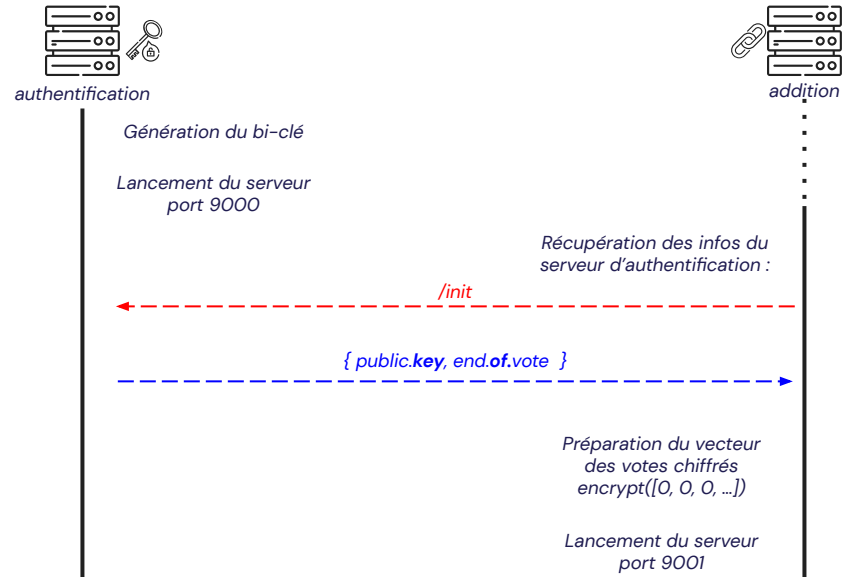 authentification
addition
Génération du bi-clé
Lancement du serveur
port 9000
Récupération des infos du
serveur d'authentification :
/init
{ public.key, end.of.vote }
Préparation du vecteur
des votes chiffrés
encrypt([0, 0, 0, ...])
Lancement du serveur
port 9001